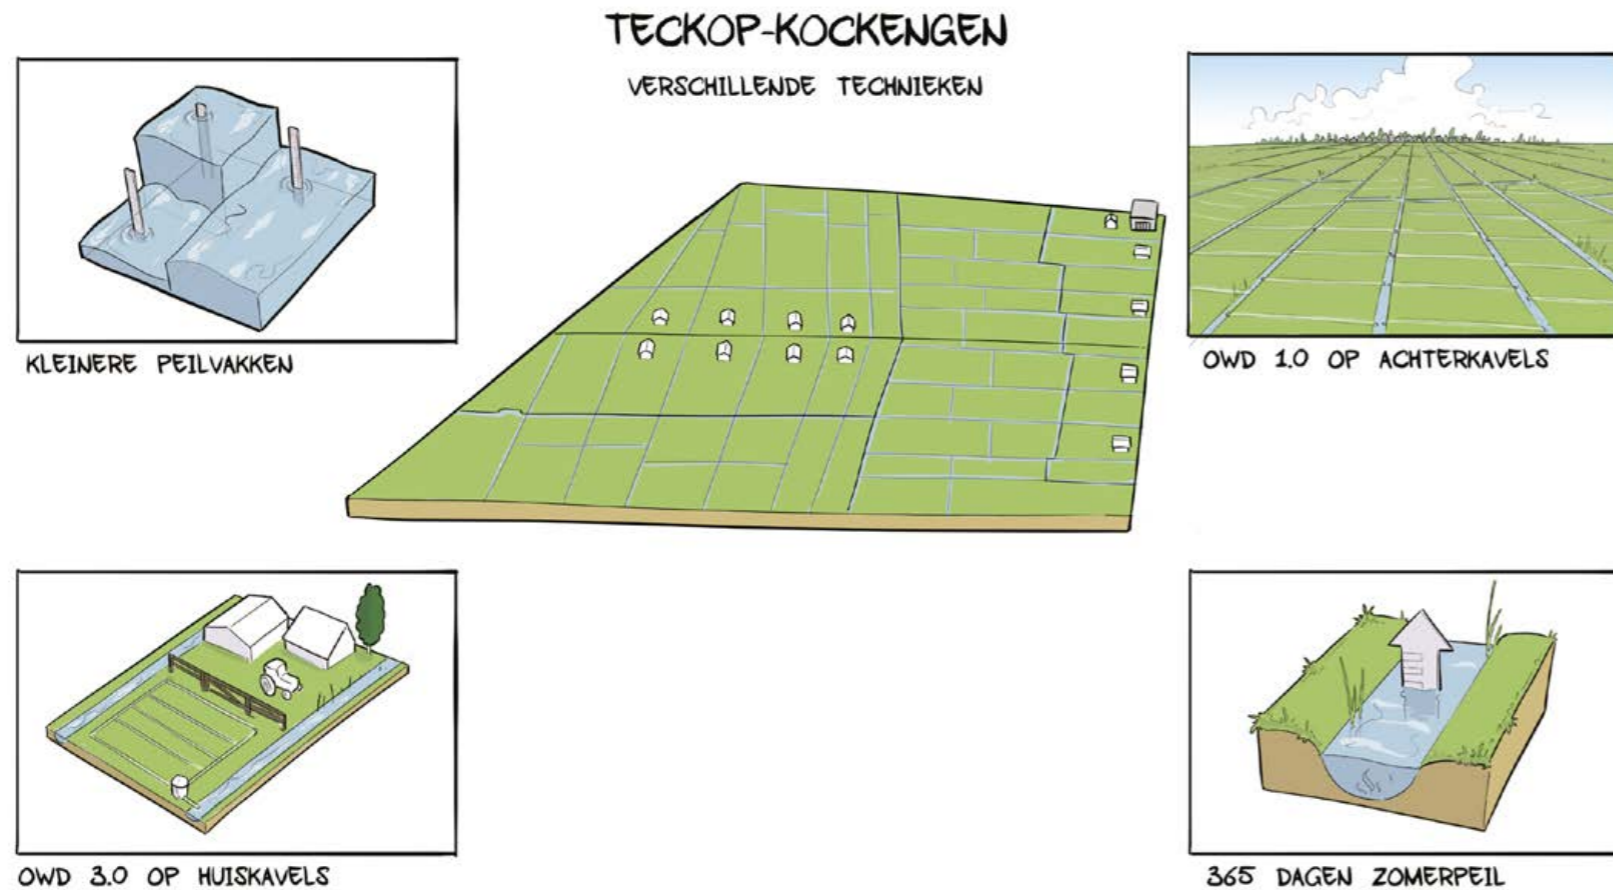 TECKOP-KOCKENGEN
VERSCHILLENDE TECHNIEKEN
KLEINERE PEILVAKKEN
OWD 1.0 OP ACHTERKAVELS
OWD 3.0 OP HUISKAVELS
365 DAGEN ZOMERPEIL